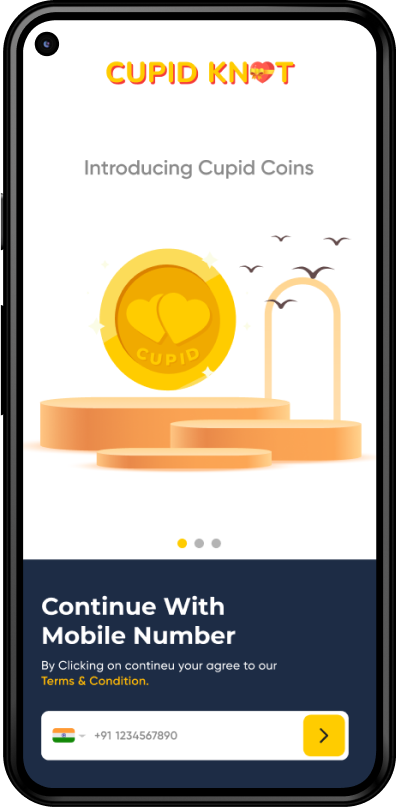 CUPID KNOT
Introducing Cupid Coins
CUPID
Continue With
Mobile Number
By Clicking on contineu your agree to our
Terms & Condition.
+91 1234567890